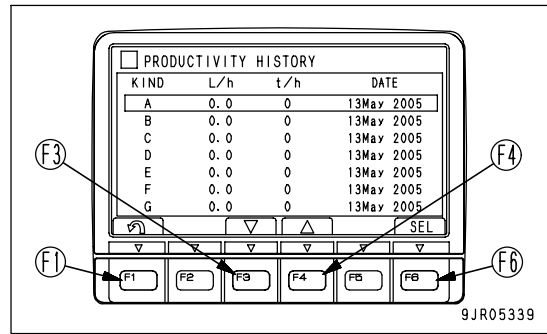 PRODUCTIVITY HISTORY
KIND L/h t/h DATE
A 0.0 0 13May 2005
B 0.0 0 13May 2005
C 0.0 0 13May 2005
D 0.0 0 13May 2005
E 0.0 0 13May 2005
F 0.0 0 13May 2005
G 0.0 0 13May 2005
SEL
F3 F4
F1 F6
F1 F2 F3 F4 F5 F6
9JR05339